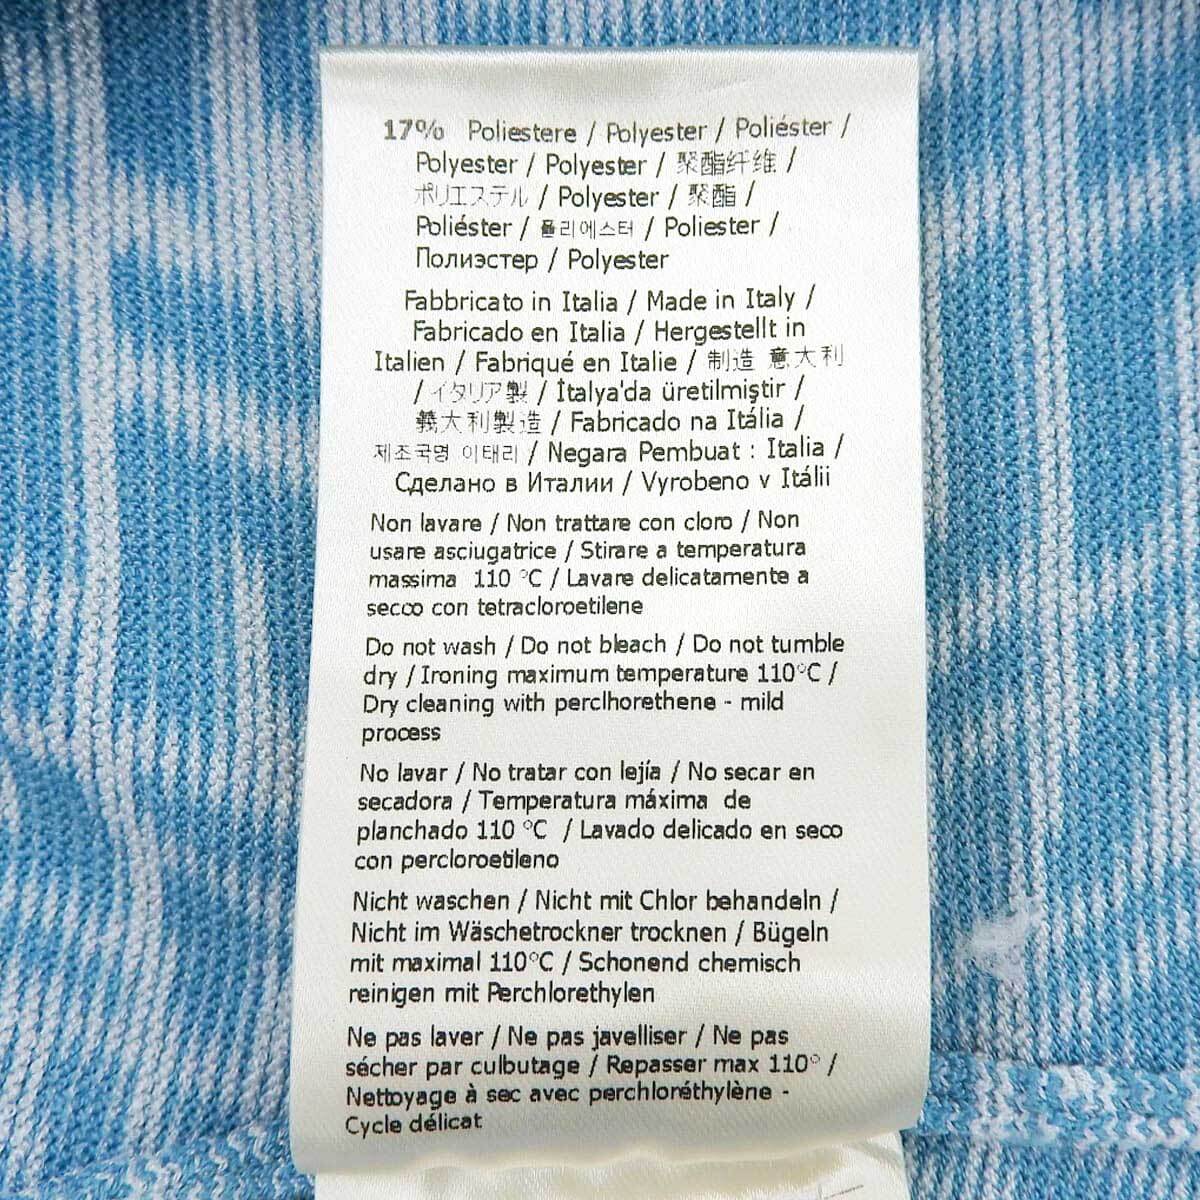 17% Poliestere / Polyester / Poliéster /
Polyester / Polyester / 聚酯纤维 /
ポリエステル / Polyester / 聚酯 /
Poliéster / 폴리에스터 / Poliester /
Полиэстер / Polyester
Fabbricato in Italia / Made in Italy /
Fabricado en Italia / Hergestellt in
Italien / Fabriqué en Italie / 制造 意大利
/ イタリア製 / İtalya'da üretilmiştir /
義大利製造 / Fabricado na Itália /
제조국명 이태리 / Negara Pembuat : Italia /
Сделано в Италии / Vyrobeno v Itálii
Non lavare / Non trattare con cloro / Non
usare asciugatrice / Stirare a temperatura
massima 110 °C / Lavare delicatamente a
secco con tetracloroetilene
Do not wash / Do not bleach / Do not tumble
dry / Ironing maximum temperature 110°C /
Dry cleaning with perclhorethene - mild
process
No lavar / No tratar con lejía / No secar en
secadora / Temperatura máxima de
planchado 110 °C / Lavado delicado en seco
con percloroetileno
Nicht waschen / Nicht mit Chlor behandeln /
Nicht im Wäschetrockner trocknen / Bügeln
mit maximal 110°C / Schonend chemisch
reinigen mit Perchlorethylen
Ne pas laver / Ne pas javelliser / Ne pas
sécher par culbutage / Repasser max 110° /
Nettoyage à sec avec perchloréthylène -
Cycle délicat